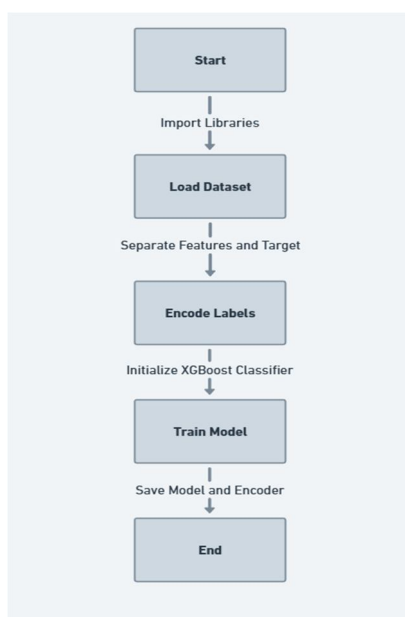 Start
Import Libraries
Load Dataset
Separate Features and Target
Encode Labels
Initialize XGBoost Classifier
Train Model
Save Model and Encoder
End